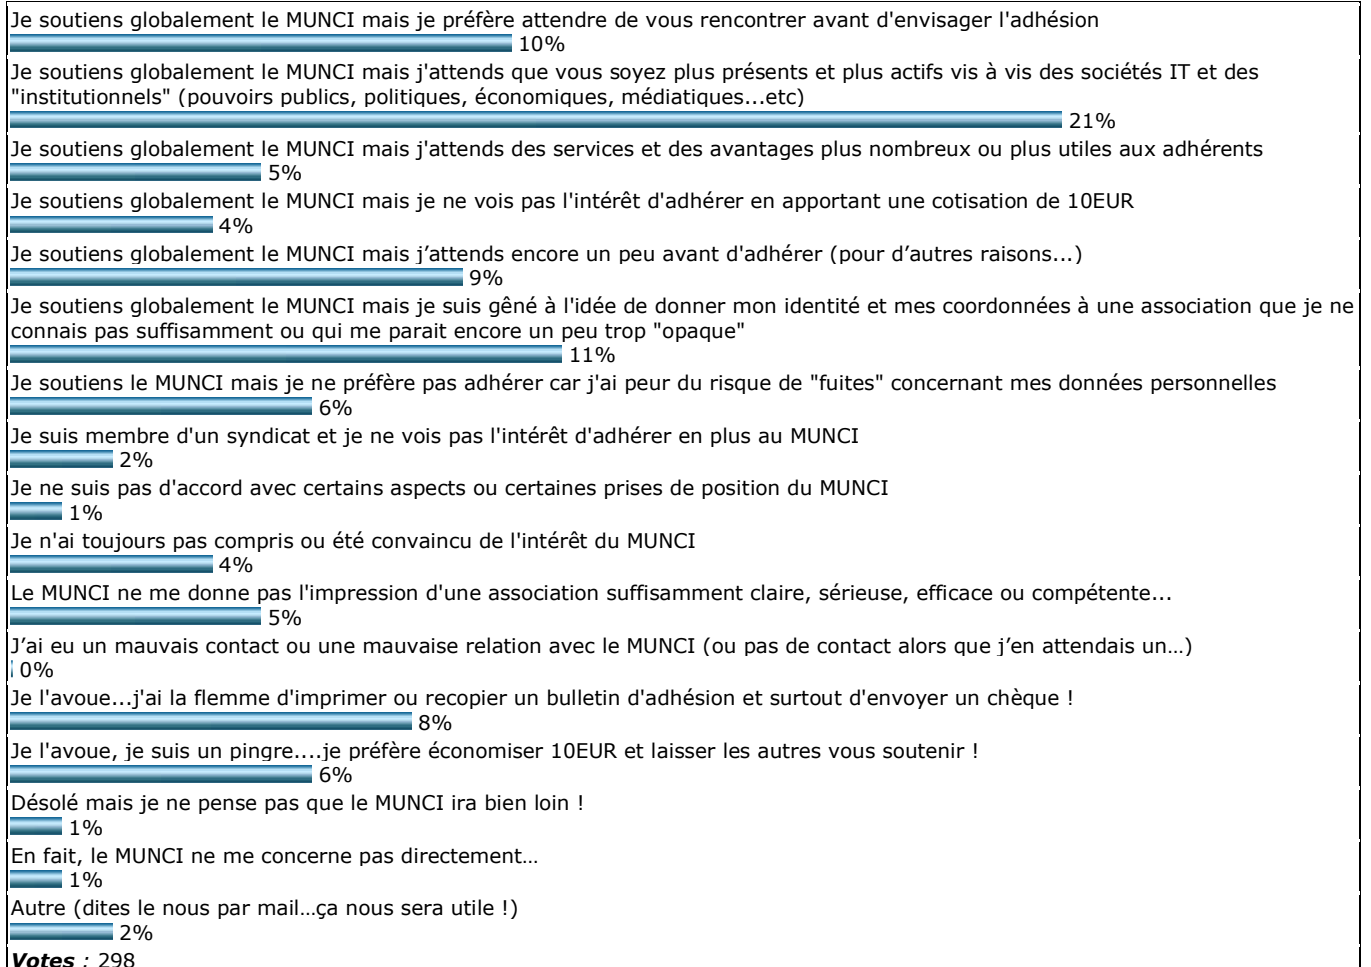 Je soutiens globalement le MUNCI mais je préfère attendre de vous rencontrer avant d'envisager l'adhésion
10%
Je soutiens globalement le MUNCI mais j'attends que vous soyez plus présents et plus actifs vis à vis des sociétés IT et des
"institutionnels" (pouvoirs publics, politiques, économiques, médiatiques...etc)
21%
Je soutiens globalement le MUNCI mais j'attends des services et des avantages plus nombreux ou plus utiles aux adhérents
5%
Je soutiens globalement le MUNCI mais je ne vois pas l'intérêt d'adhérer en apportant une cotisation de 10EUR
4%
Je soutiens globalement le MUNCI mais j’attends encore un peu avant d'adhérer (pour d’autres raisons...)
9%
Je soutiens globalement le MUNCI mais je suis gêné à l'idée de donner mon identité et mes coordonnées à une association que je ne
connais pas suffisamment ou qui me parait encore un peu trop "opaque"
11%
Je soutiens le MUNCI mais je ne préfère pas adhérer car j'ai peur du risque de "fuites" concernant mes données personnelles
6%
Je suis membre d'un syndicat et je ne vois pas l'intérêt d'adhérer en plus au MUNCI
2%
Je ne suis pas d'accord avec certains aspects ou certaines prises de position du MUNCI
1%
Je n'ai toujours pas compris ou été convaincu de l'intérêt du MUNCI
4%
Le MUNCI ne me donne pas l'impression d'une association suffisamment claire, sérieuse, efficace ou compétente...
5%
J’ai eu un mauvais contact ou une mauvaise relation avec le MUNCI (ou pas de contact alors que j’en attendais un…)
0%
Je l'avoue...j'ai la flemme d'imprimer ou recopier un bulletin d'adhésion et surtout d'envoyer un chèque !
8%
Je l'avoue, je suis un pingre....je préfère économiser 10EUR et laisser les autres vous soutenir !
6%
Désolé mais je ne pense pas que le MUNCI ira bien loin !
1%
En fait, le MUNCI ne me concerne pas directement…
1%
Autre (dites le nous par mail…ça nous sera utile !)
2%
Votes : 298